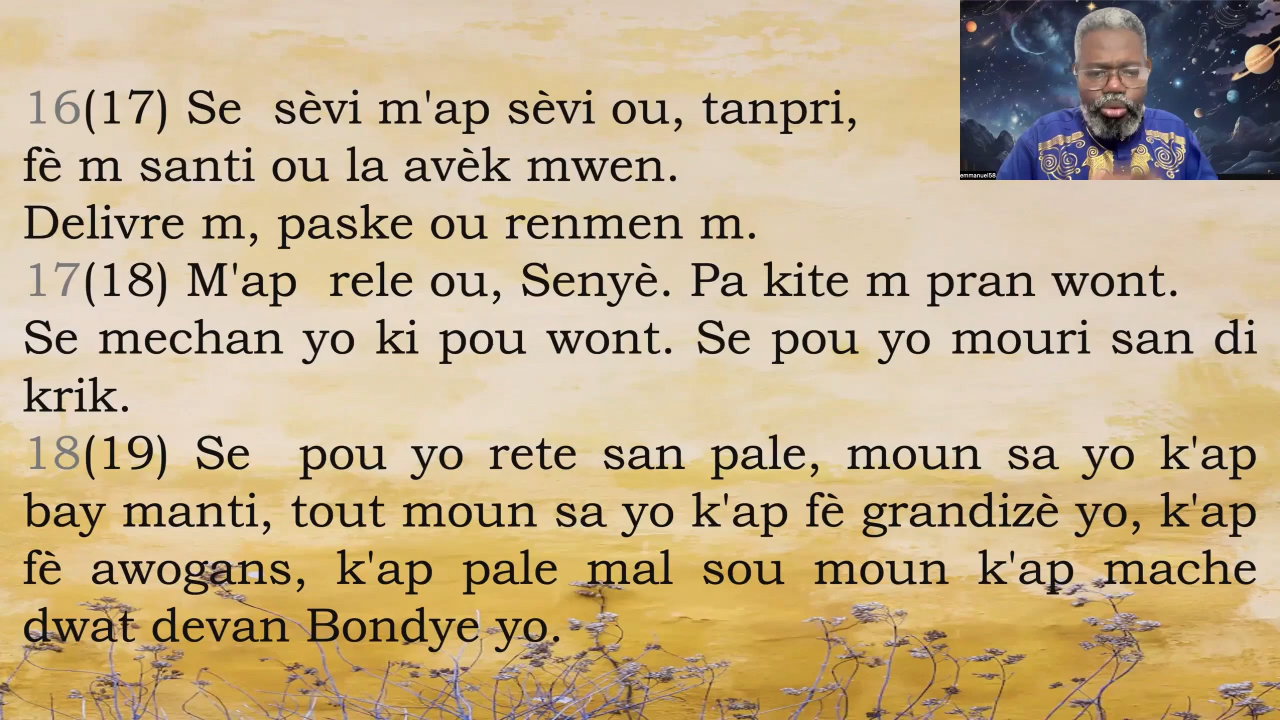 16(17) Se sèvi m'ap sèvi ou, tanpri,
fè m santi ou la avèk mwen.
Delivre m, paske ou renmen m.
17(18) M'ap rele ou, Senyè. Pa kite m pran wont.
Se mechan yo ki pou wont. Se pou yo mouri san di
krik.
18(19) Se pou yo rete san pale, moun sa yo k'ap
bay manti, tout moun sa yo k'ap fè grandizè yo, k'ap
fè awogans, k'ap pale mal sou moun k'ap mache
dwat devan Bondye yo.
emmanuel58